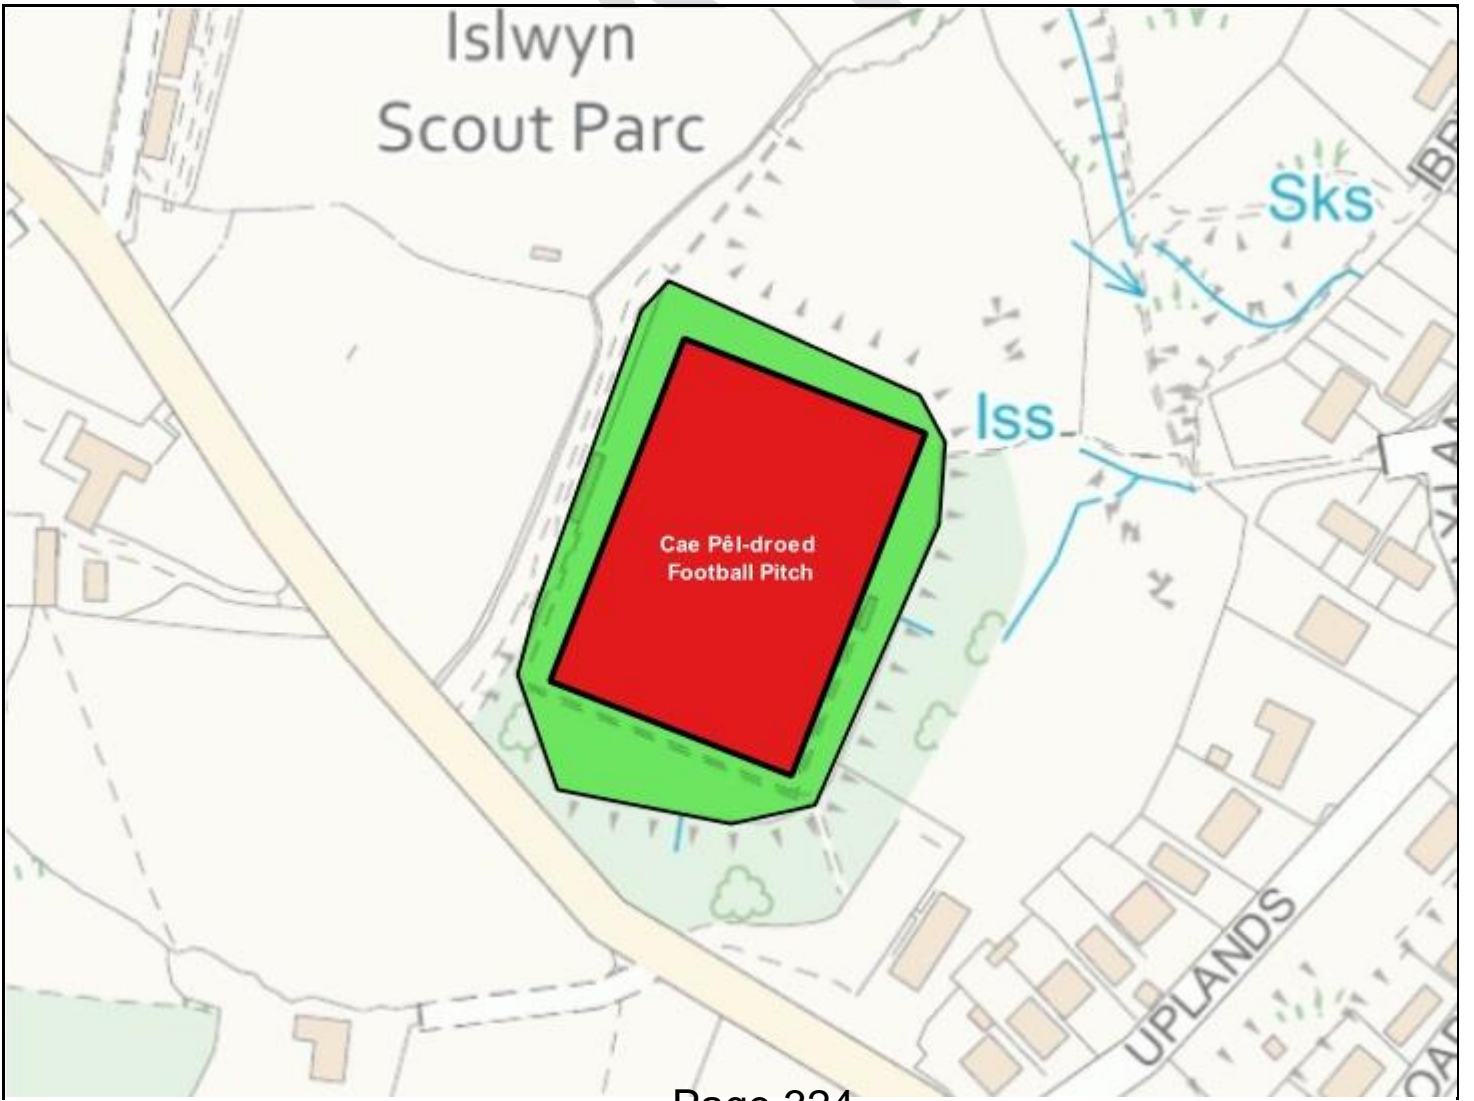 Islwyn
Scout Parc
Sks
Iss
Cae Pêl-droed
Football Pitch
UPLANDS